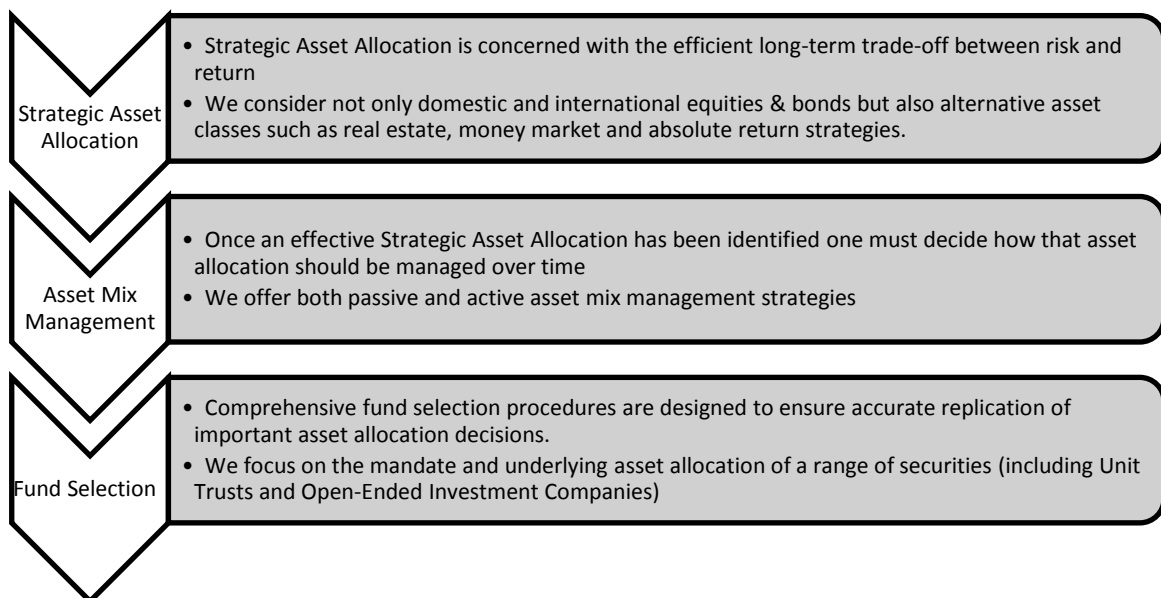 Strategic Asset
Allocation
• Strategic Asset Allocation is concerned with the efficient long-term trade-off between risk and
return
• We consider not only domestic and international equities & bonds but also alternative asset
classes such as real estate, money market and absolute return strategies.
Asset Mix
Management
• Once an effective Strategic Asset Allocation has been identified one must decide how that asset
allocation should be managed over time
• We offer both passive and active asset mix management strategies
Fund Selection
• Comprehensive fund selection procedures are designed to ensure accurate replication of
important asset allocation decisions.
• We focus on the mandate and underlying asset allocation of a range of securities (including Unit
Trusts and Open-Ended Investment Companies)